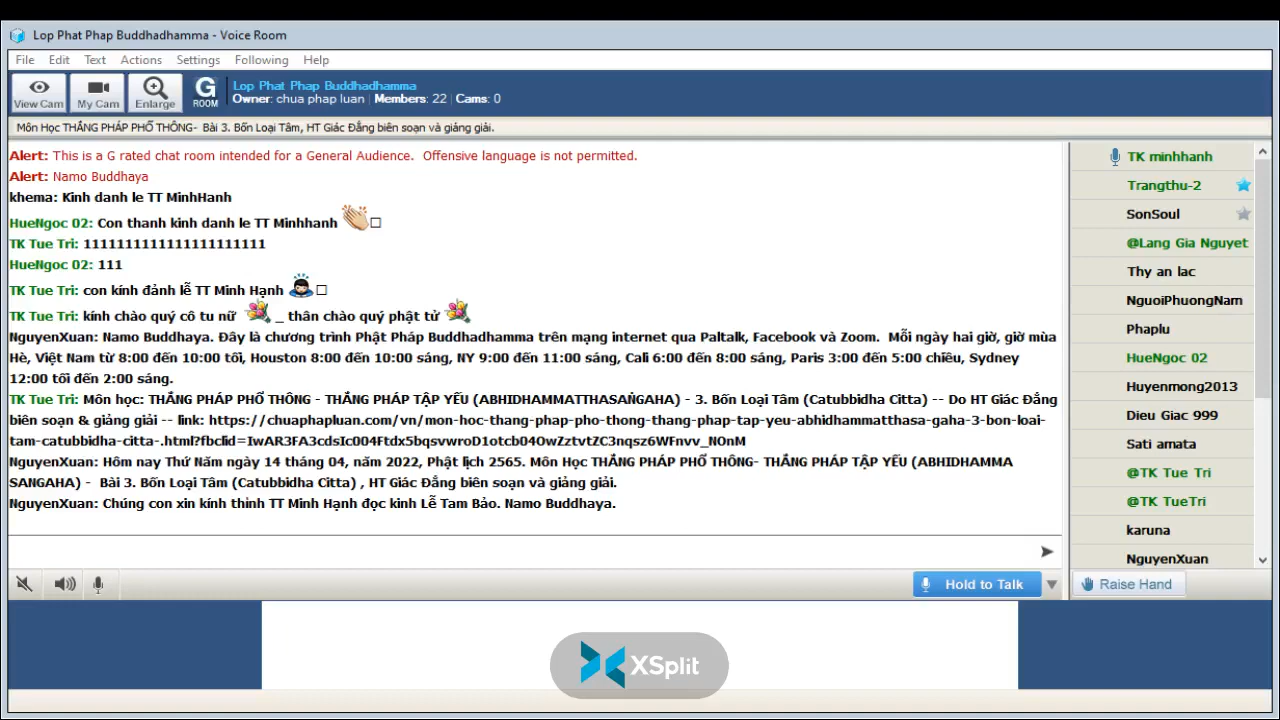 Lop Phat Phap Buddhadhamma - Voice Room
File Edit Text Actions Settings Following Help
View Cam My Cam Enlarge G ROOM
Lop Phat Phap Buddhadhamma
Owner: chua phap luan | Members: 22 | Cams: 0
Môn Học THẮNG PHÁP PHỔ THÔNG- Bài 3. Bốn Loại Tâm, HT Giác Đẳng biên soạn và giảng giải.
Alert: This is a G rated chat room intended for a General Audience. Offensive language is not permitted.
Alert: Namo Buddhaya
khema: Kinh danh le TT MinhHanh
HueNgoc 02: Con thanh kinh danh le TT Minhhanh
TK Tue Tri: 1111111111111111111111
HueNgoc 02: 111
TK Tue Tri: con kính đảnh lễ TT Minh Hạnh
TK Tue Tri: kính chào quý cô tu nữ _ thân chào quý phật tử
NguyenXuan: Namo Buddhaya. Đây là chương trình Phật Pháp Buddhadhamma trên mạng internet qua Paltalk, Facebook và Zoom. Mỗi ngày hai giờ, giờ mùa
Hè, Việt Nam từ 8:00 đến 10:00 tối, Houston 8:00 đến 10:00 sáng, NY 9:00 đến 11:00 sáng, Cali 6:00 đến 8:00 sáng, Paris 3:00 đến 5:00 chiều, Sydney
12:00 tối đến 2:00 sáng.
TK Tue Tri: Môn học: THẮNG PHÁP PHỔ THÔNG - THẮNG PHÁP TẬP YẾU (ABHIDHAMMATTHASAṄGAHA) - 3. Bốn Loại Tâm (Catubbidha Citta) -- Do HT Giác Đẳng
biên soạn & giảng giải -- link: https://chuaphapluan.com/vn/mon-hoc-thang-phap-pho-thong-thang-phap-tap-yeu-abhidhammatthasa-gaha-3-bon-loai-
tam-catubbidha-citta-.html?fbclid=IwAR3FA3cdsIc004Ftdx5bqsvwroD1otcb04OwZztvtZC3nqsz6WFnvv_NOnM
NguyenXuan: Hôm nay Thứ Năm ngày 14 tháng 04, năm 2022, Phật lịch 2565. Môn Học THẮNG PHÁP PHỔ THÔNG- THẮNG PHÁP TẬP YẾU (ABHIDHAMMA
SANGAHA) - Bài 3. Bốn Loại Tâm (Catubbidha Citta) , HT Giác Đẳng biên soạn và giảng giải.
NguyenXuan: Chúng con xin kính thỉnh TT Minh Hạnh đọc kinh Lễ Tam Bảo. Namo Buddhaya.
TK minhhanh
Trangthu-2
SonSoul
@Lang Gia Nguyet
Thy an lac
NguoiPhuongNam
Phaplu
HueNgoc 02
Huyenmong2013
Dieu Giac 999
Sati amata
@TK Tue Tri
@TK TueTri
karuna
NguyenXuan
Hold to Talk
Raise Hand
XSplit